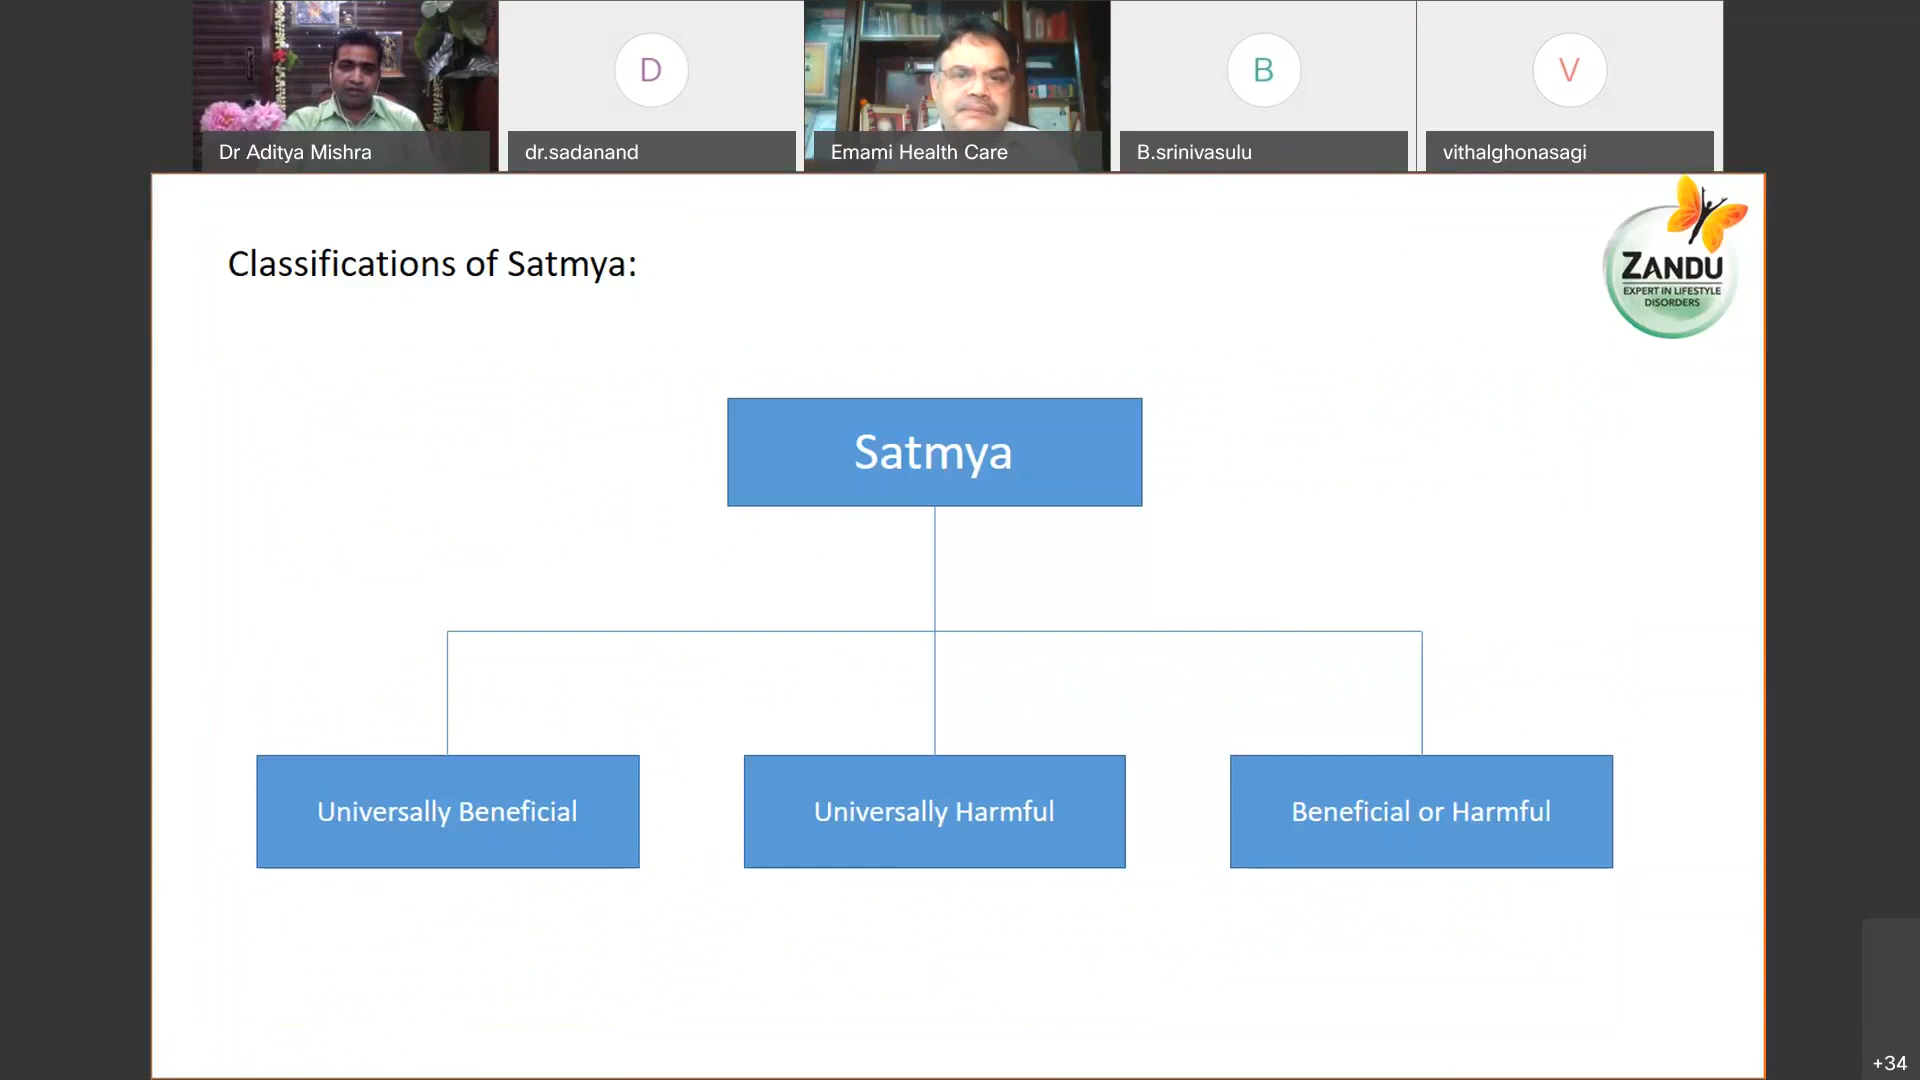 D
B
V
Dr Aditya Mishra
dr.sadanand
Emami Health Care
B.srinivasulu
vithalghonasagi
Classifications of Satmya:
ZANDU
EXPERT IN LIFESTYLE
DISORDERS
Satmya
Universally Beneficial
Universally Harmful
Beneficial or Harmful
+34